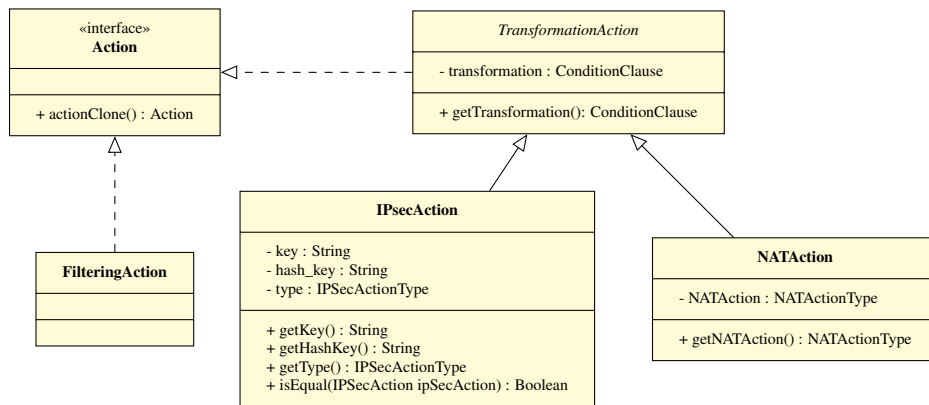 «interface»
Action
+ actionClone() : Action
TransformationAction
- transformation : ConditionClause
+ getTransformation(): ConditionClause
FilteringAction
IPsecAction
- key : String
- hash_key : String
- type : IPSecActionType
+ getKey() : String
+ getHashKey() : String
+ getType() : IPSecActionType
+ isEqual(IPSecAction ipSecAction) : Boolean
NATAction
- NATAction : NATActionType
+ getNATAction() : NATActionType